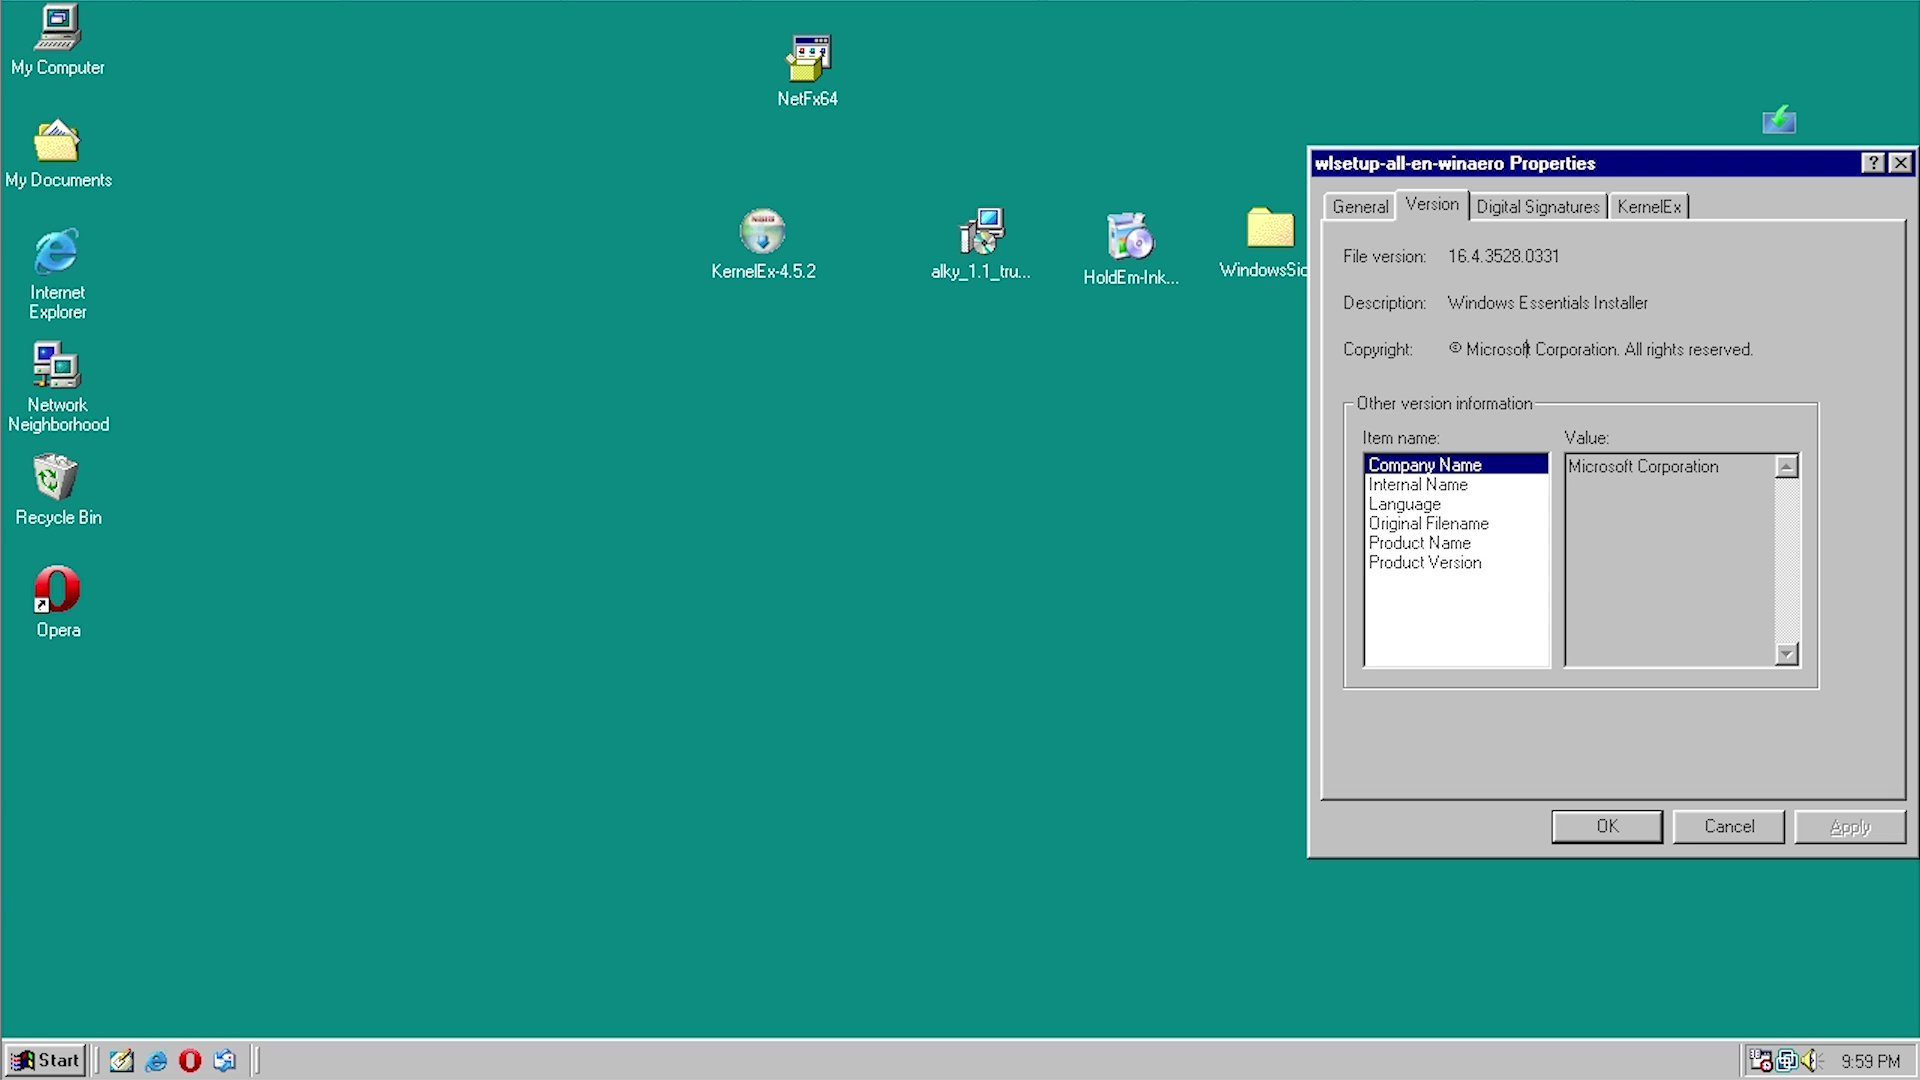 My Computer
NetFx64
My Documents
KernelEx-4.5.2
alky_1.1_tru...
HoldEm-Ink...
WindowsSic
Internet
Explorer
Network
Neighborhood
Recycle Bin
Opera
wlsetup-all-en-winaero Properties
General
Version
Digital Signatures
KernelEx
File version: 16.4.3528.0331
Description: Windows Essentials Installer
Copyright: © Microsoft Corporation. All rights reserved.
Other version information
Item name:
Value:
Company Name
Internal Name
Language
Original Filename
Product Name
Product Version
Microsoft Corporation
OK
Cancel
Apply
Start
9:59 PM